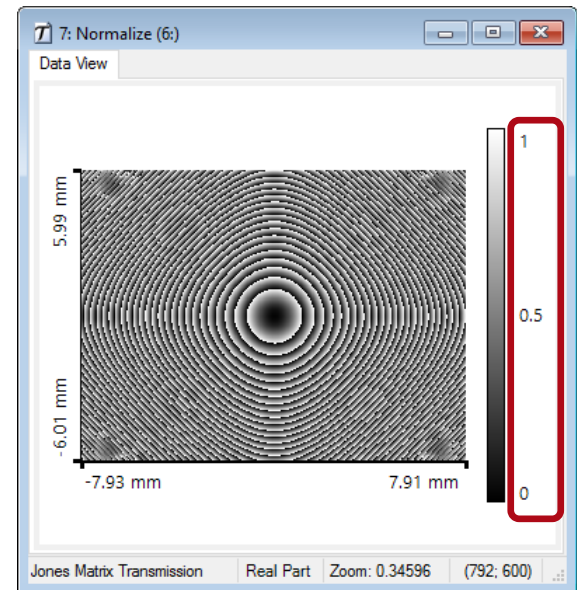 7: Normalize (6:)
Data View
1
0.5
0
5.99 mm
-6.01 mm
-7.93 mm
7.91 mm
Jones Matrix Transmission
Real Part
Zoom: 0.34596
(792; 600)